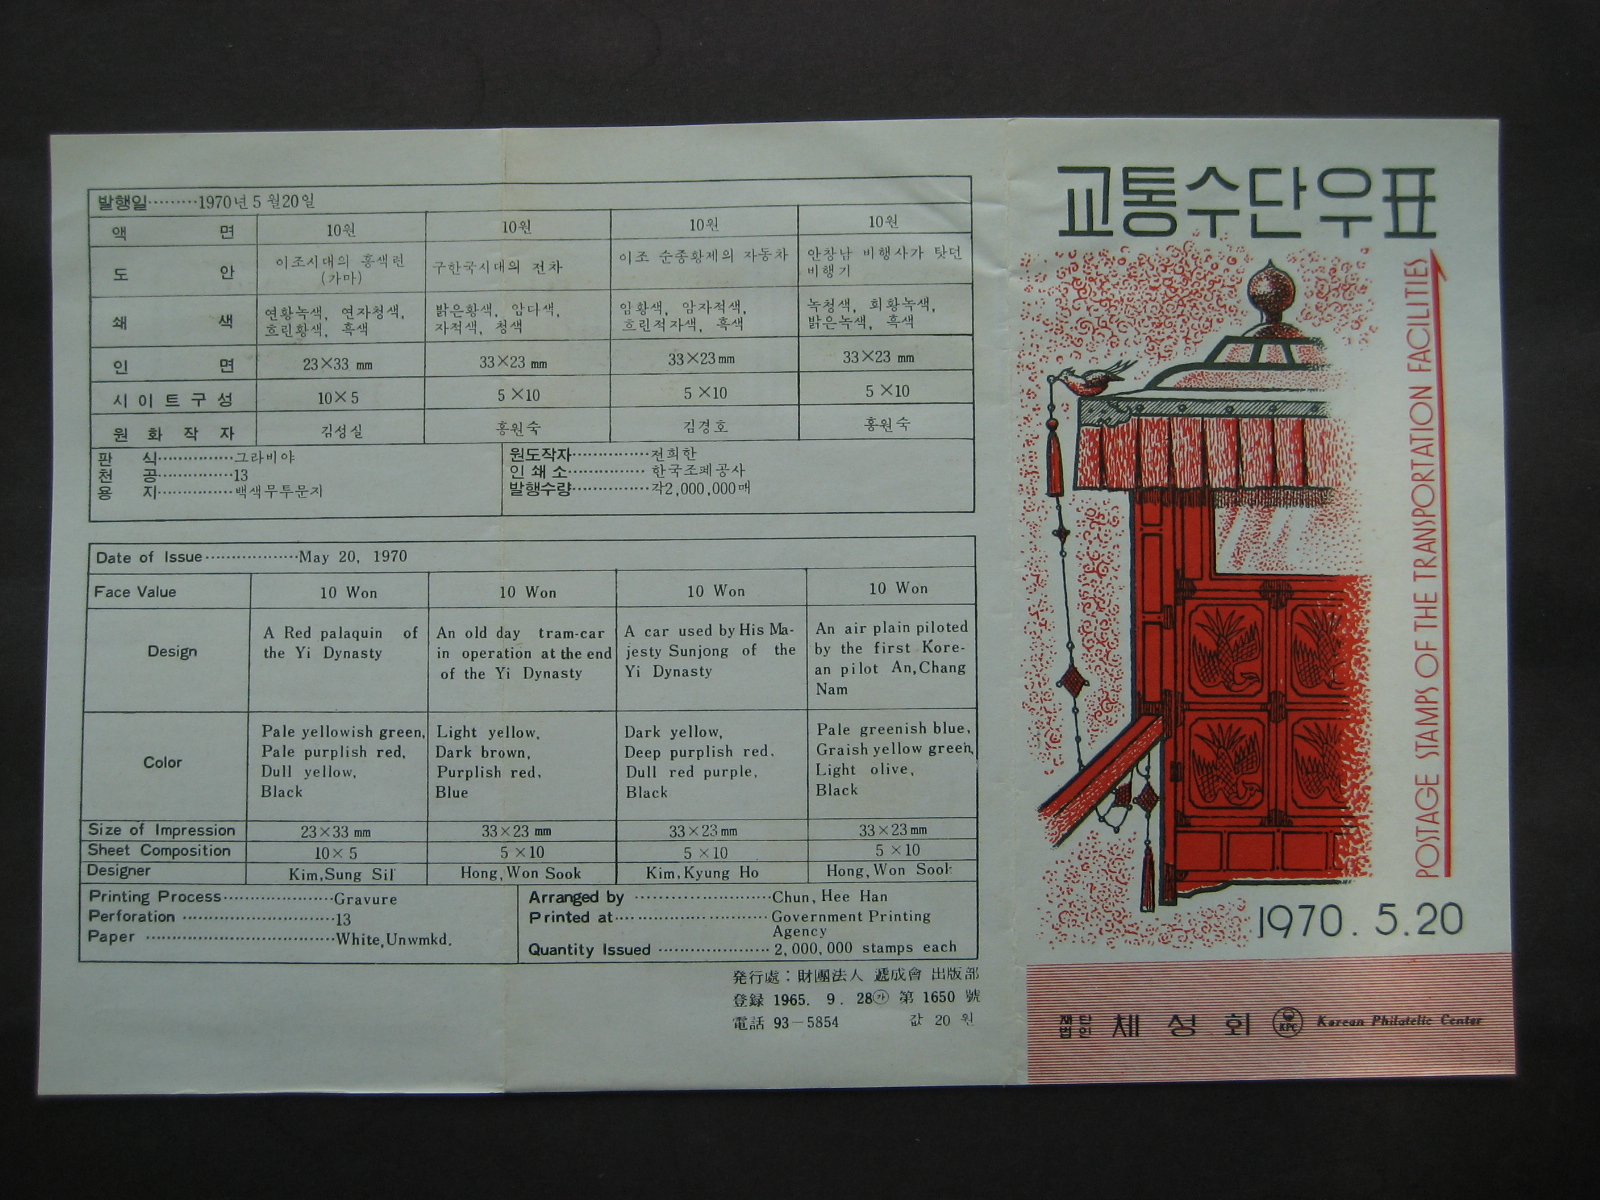 발행일………1970년 5월20일
액 면 10원 10원 10원 10원
도 안 이조시대의 홍색련 (가마) 구한국시대의 전차 이조 순종황제의 자동차 안창남 비행사가 탓던 비행기
쇄 색 연황녹색, 연자청색, 흐린황색, 흑색 밝은황색, 암다색, 자적색, 청색 암황색, 암자적색, 흐린적자색, 흑색 녹청색, 회황녹색, 밝은녹색, 흑색
인 면 23×33 mm 33×23 mm 33×23mm 33×23 mm
시이트구성 10×5 5×10 5×10 5×10
원화작자 김성실 홍원숙 김경호 홍원숙
판 식……………그라비야
천 공……………13
용 지……………백색무투문지
원도작자……………전희한
인쇄소……………한국조폐공사
발행수량……………각2,000,000매
Date of Issue………………May 20, 1970
Face Value 10 Won 10 Won 10 Won 10 Won
Design
A Red palaquin of
the Yi Dynasty
An old day tram-car
in operation at the end
of the Yi Dynasty
A car used by His Ma-
jesty Sunjong of the
Yi Dynasty
An air plain piloted
by the first Kore-
an pilot An,Chang
Nam
Color
Pale yellowish green,
Pale purplish red,
Dull yellow,
Black
Light yellow,
Dark brown,
Purplish red,
Blue
Dark yellow,
Deep purplish red.
Dull red purple,
Black
Pale greenish blue,
Graish yellow green,
Light olive,
Black
Size of Impression 23×33 mm 33×23 mm 33×23mm 33×23mm
Sheet Composition 10×5 5×10 5×10 5×10
Designer Kim,Sung Sil Hong,Won Sook Kim,Kyung Ho Hong,Won Sook
Printing Process…………………Gravure
Perforation …………………………13
Paper …………………………………White,Unwmkd.
Arranged by ………………………Chun, Hee Han
Printed at…………………………Government Printing
Agency
Quantity Issued …………………2,000,000 stamps each
発行處：財團法人 遞成會 出版部
登録 1965. 9. 28㉮ 第 1650 號
電話 93-5854 값 20 원
교통수단우표
POSTAGE STAMPS OF THE TRANSPORTATION FACILITIES
1970. 5.20
재단
법인 체성회 KPC Korean Philatelic Center